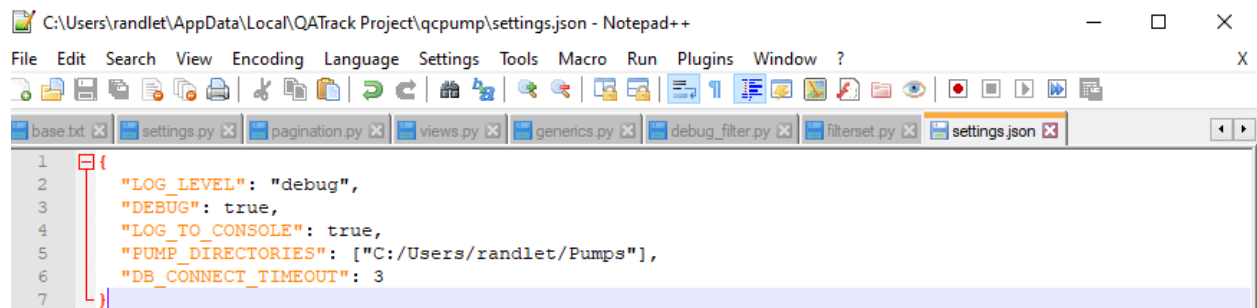 C:\Users\randlet\AppData\Local\QATrack Project\qcpump\settings.json - Notepad++
File Edit Search View Encoding Language Settings Tools Macro Run Plugins Window ? X
base.txt settings.py pagination.py views.py generics.py debug_filter.py filterset.py settings.json
1 {
2 "LOG_LEVEL": "debug",
3 "DEBUG": true,
4 "LOG_TO_CONSOLE": true,
5 "PUMP_DIRECTORIES": ["C:/Users/randlet/Pumps"],
6 "DB_CONNECT_TIMEOUT": 3
7 }